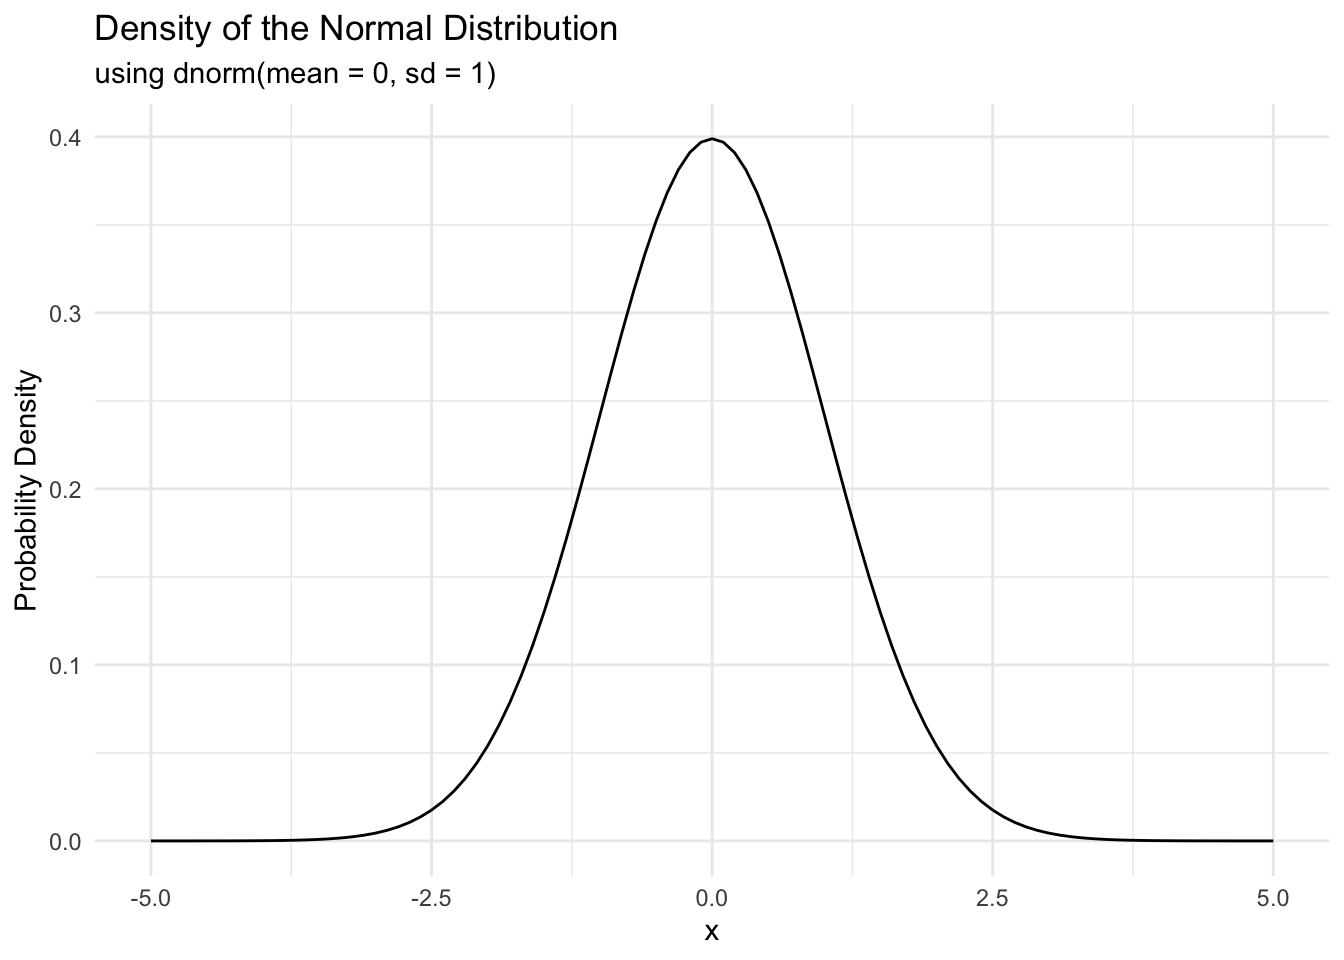 Density of the Normal Distribution
using dnorm(mean = 0, sd = 1)
Probability Density
0.4
0.3
0.2
0.1
0.0
-5.0 -2.5 0.0 2.5 5.0
x